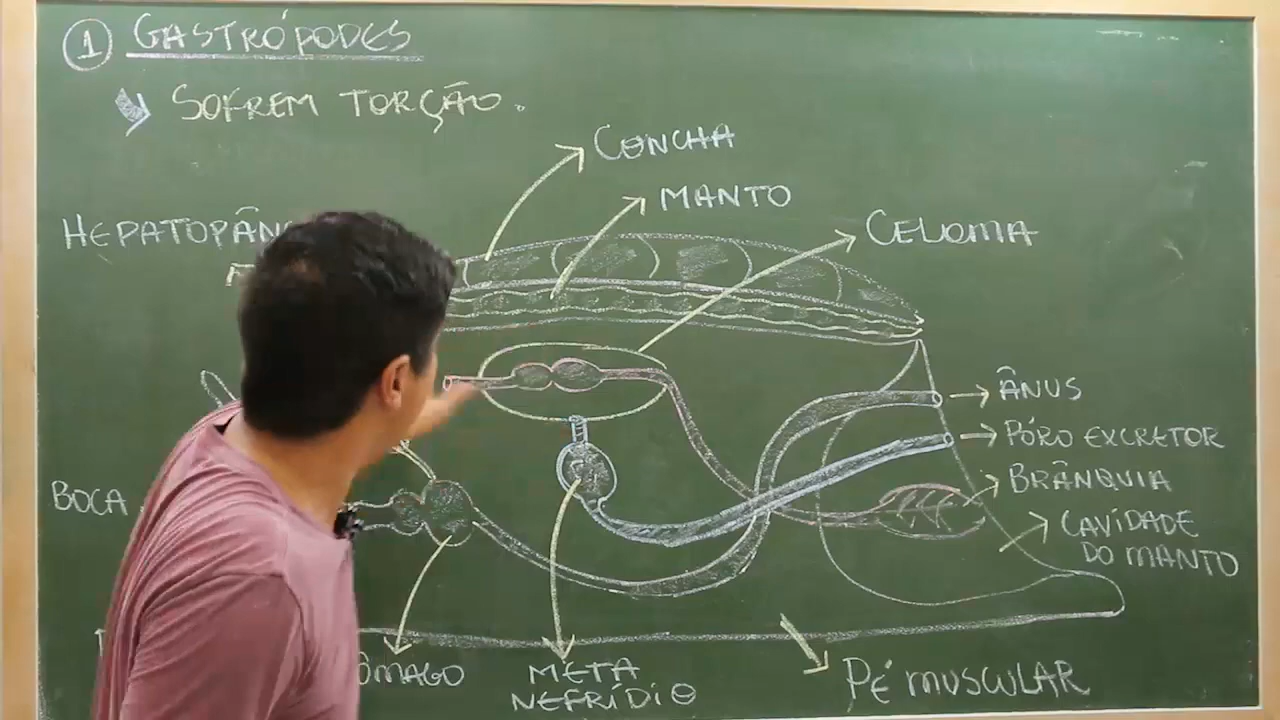 1 GASTRÓPODES
SOFREM TORÇÃO.
CONCHA
MANTO
HEPATOPÂN
CELOMA
ÂNUS
PÓRO EXCRETOR
BRÂNQUIA
BOCA
CAVIDADE
DO MANTO
ÔMAGO
META
NEFRÍDIO
PÉ MUSCULAR